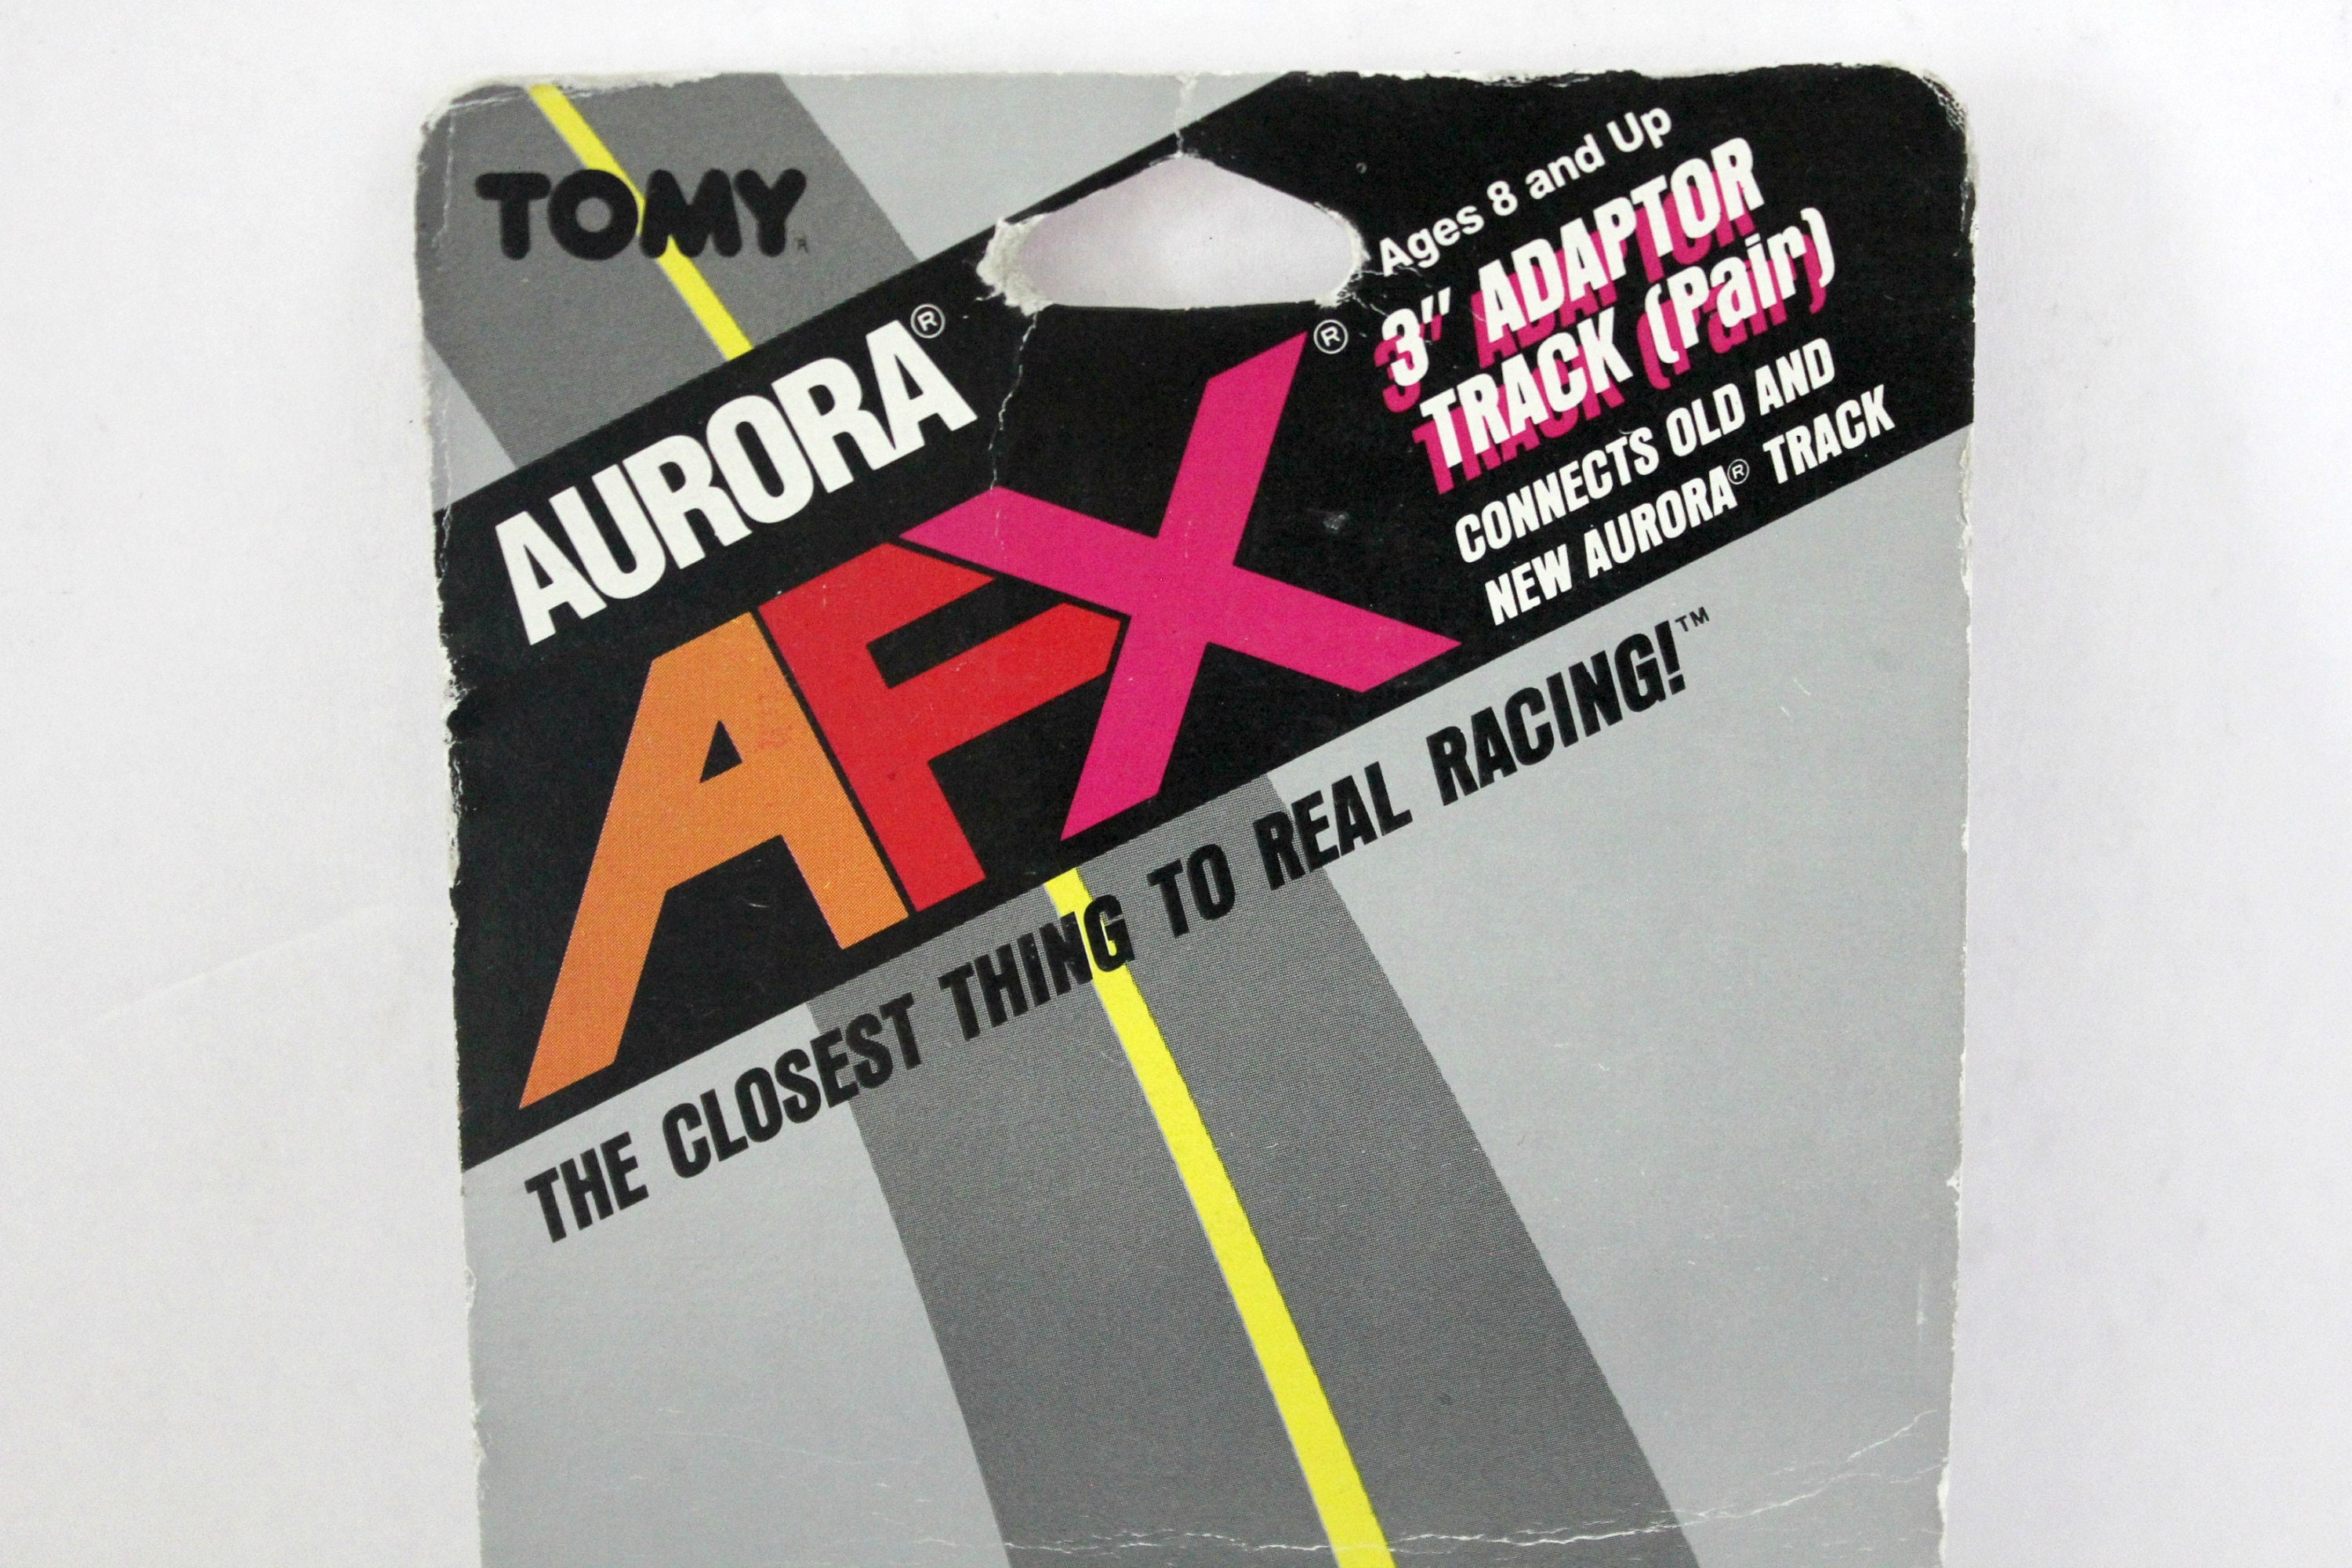 TOMY®
AURORA®
AFX®
Ages 8 and Up
3" ADAPTOR
TRACK (Pair)
CONNECTS OLD AND
NEW AURORA® TRACK
THE CLOSEST THING TO REAL RACING!™